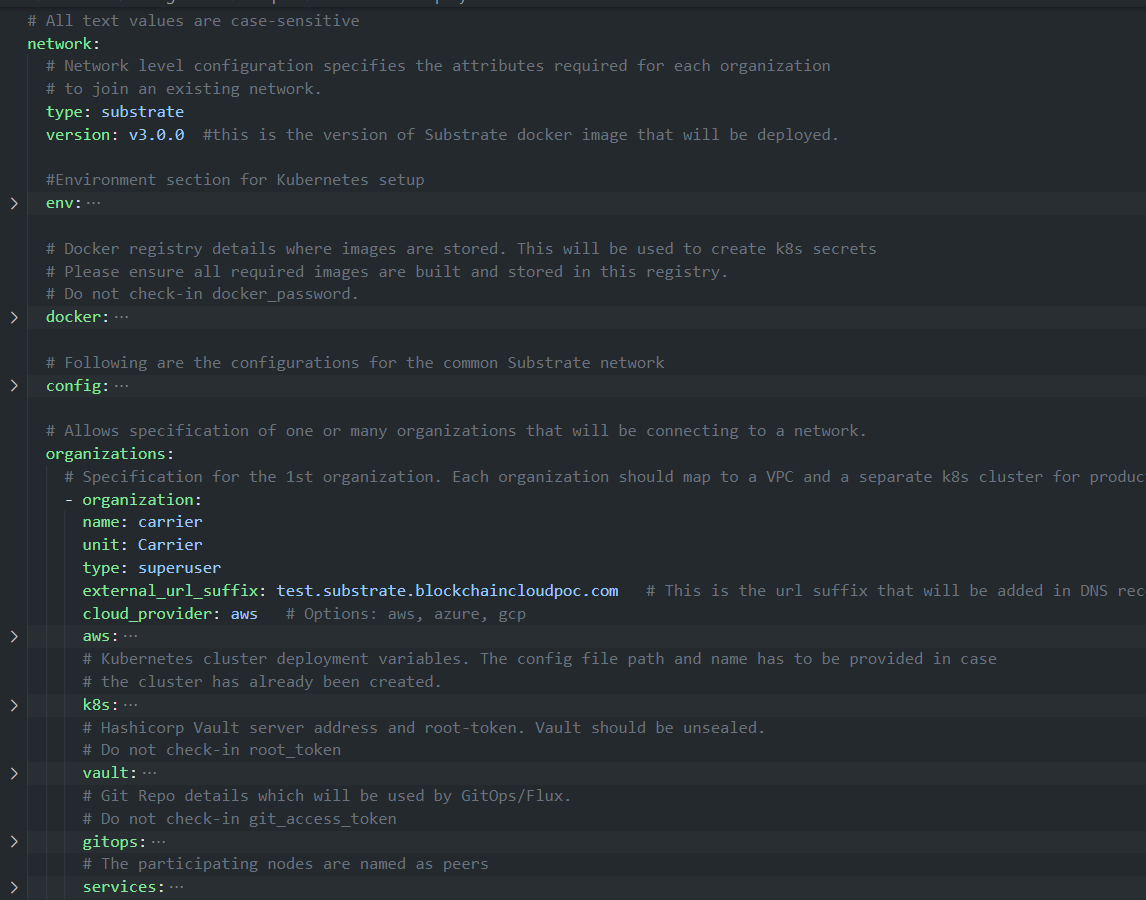 # All text values are case-sensitive
network:
# Network level configuration specifies the attributes required for each organization
# to join an existing network.
type: substrate
version: v3.0.0  #this is the version of Substrate docker image that will be deployed.
#Environment section for Kubernetes setup
env: ···
# Docker registry details where images are stored. This will be used to create k8s secrets
# Please ensure all required images are built and stored in this registry.
# Do not check-in docker_password.
docker: ···
# Following are the configurations for the common Substrate network
config: ···
# Allows specification of one or many organizations that will be connecting to a network.
organizations:
# Specification for the 1st organization. Each organization should map to a VPC and a separate k8s cluster for produc
- organization:
name: carrier
unit: Carrier
type: superuser
external_url_suffix: test.substrate.blockchaincloudpoc.com   # This is the url suffix that will be added in DNS rec
cloud_provider: aws   # Options: aws, azure, gcp
aws: ···
# Kubernetes cluster deployment variables. The config file path and name has to be provided in case
# the cluster has already been created.
k8s: ···
# Hashicorp Vault server address and root-token. Vault should be unsealed.
# Do not check-in root_token
vault: ···
# Git Repo details which will be used by GitOps/Flux.
# Do not check-in git_access_token
gitops: ···
# The participating nodes are named as peers
services: ···